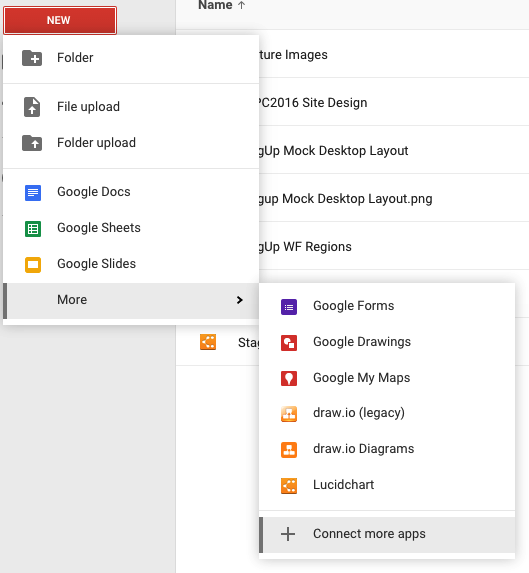 Name ↑
NEW
Folder
File upload
Folder upload
Google Docs
Google Sheets
Google Slides
More
ture Images
PC2016 Site Design
gUp Mock Desktop Layout
gup Mock Desktop Layout.png
gUp WF Regions
Sta
Google Forms
Google Drawings
Google My Maps
draw.io (legacy)
draw.io Diagrams
Lucidchart
Connect more apps